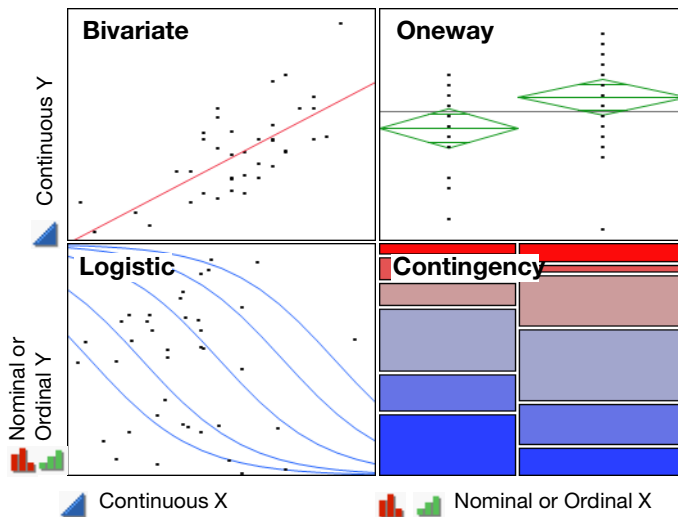 Bivariate
Oneway
Continuous Y
Logistic
Contingency
Nominal or
Ordinal Y
Continuous X
Nominal or Ordinal X